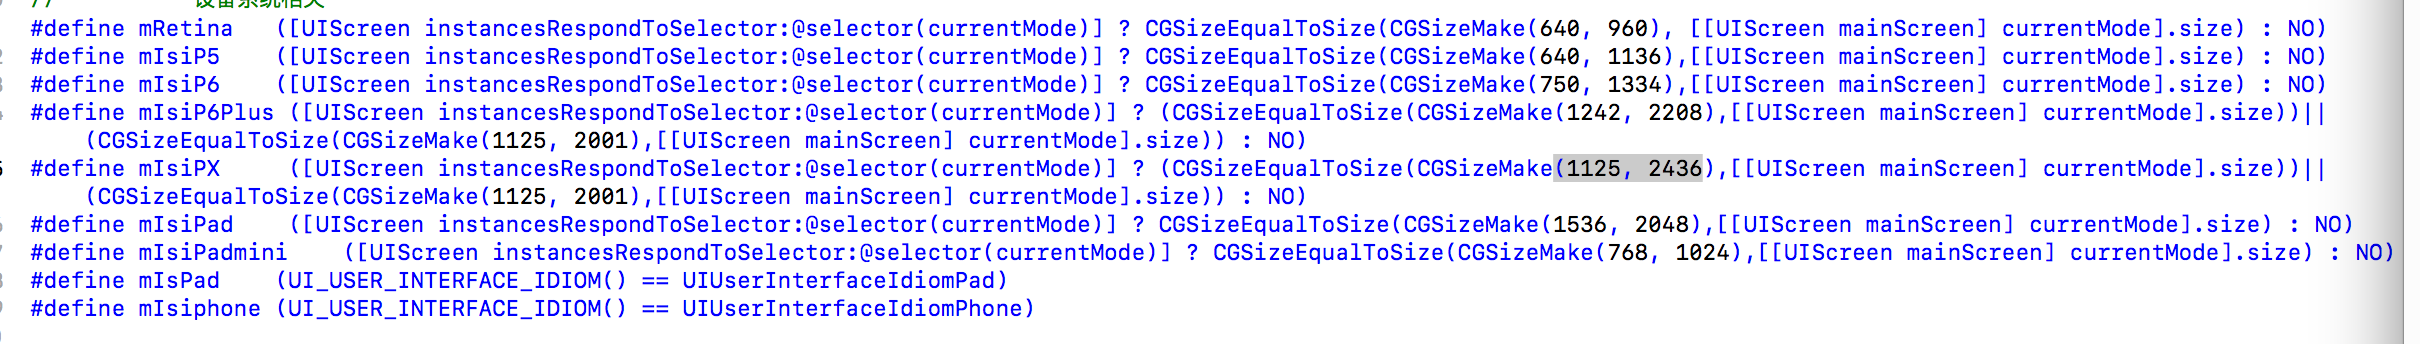 //          设备系统相关
#define mRetina   ([UIScreen instancesRespondToSelector:@selector(currentMode)] ? CGSizeEqualToSize(CGSizeMake(640, 960), [[UIScreen mainScreen] currentMode].size) : NO)
#define mIsiP5    ([UIScreen instancesRespondToSelector:@selector(currentMode)] ? CGSizeEqualToSize(CGSizeMake(640, 1136),[[UIScreen mainScreen] currentMode].size) : NO)
#define mIsiP6    ([UIScreen instancesRespondToSelector:@selector(currentMode)] ? CGSizeEqualToSize(CGSizeMake(750, 1334),[[UIScreen mainScreen] currentMode].size) : NO)
#define mIsiP6Plus ([UIScreen instancesRespondToSelector:@selector(currentMode)] ? (CGSizeEqualToSize(CGSizeMake(1242, 2208),[[UIScreen mainScreen] currentMode].size))||
    (CGSizeEqualToSize(CGSizeMake(1125, 2001),[[UIScreen mainScreen] currentMode].size)) : NO)
#define mIsiPX     ([UIScreen instancesRespondToSelector:@selector(currentMode)] ? (CGSizeEqualToSize(CGSizeMake(1125, 2436),[[UIScreen mainScreen] currentMode].size))||
    (CGSizeEqualToSize(CGSizeMake(1125, 2001),[[UIScreen mainScreen] currentMode].size)) : NO)
#define mIsiPad    ([UIScreen instancesRespondToSelector:@selector(currentMode)] ? CGSizeEqualToSize(CGSizeMake(1536, 2048),[[UIScreen mainScreen] currentMode].size) : NO)
#define mIsiPadmini    ([UIScreen instancesRespondToSelector:@selector(currentMode)] ? CGSizeEqualToSize(CGSizeMake(768, 1024),[[UIScreen mainScreen] currentMode].size) : NO)
#define mIsPad    (UI_USER_INTERFACE_IDIOM() == UIUserInterfaceIdiomPad)
#define mIsiphone (UI_USER_INTERFACE_IDIOM() == UIUserInterfaceIdiomPhone)